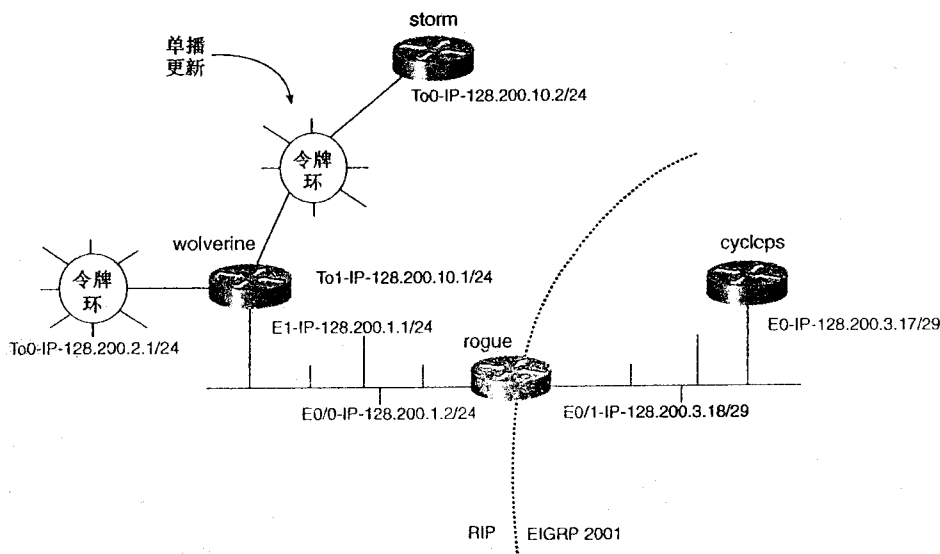 storm
单播
更新
To0-IP-128.200.10.2/24
令牌
环
wolverine
cyclops
令牌
环
To1-IP-128.200.10.1/24
E1-IP-128.200.1.1/24
E0-IP-128.200.3.17/29
To0-IP-128.200.2.1/24
rogue
E0/0-IP-128.200.1.2/24
E0/1-IP-128.200.3.18/29
RIP
EIGRP 2001